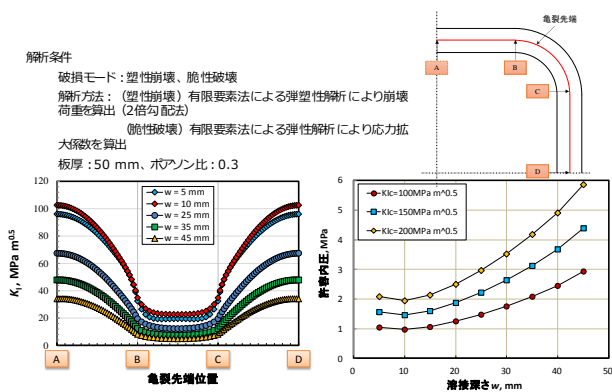 解析条件
破損モード：塑性崩壊、脆性破壊
解析方法：（塑性崩壊）有限要素法による弾塑性解析により崩壊
荷重を算出（2倍勾配法）
（脆性破壊）有限要素法による弾性解析により応力拡
大係数を算出
板厚：50 mm、ポアソン比：0.3
亀裂先端
A
B
C
D
120
100
80
60
40
20
0
K_I, MPa m^0.5
w = 5 mm
w = 10 mm
w = 25 mm
w = 35 mm
w = 45 mm
A
B
C
D
亀裂先端位置
6
5
4
3
2
1
0
許容内圧, MPa
KIc=100MPa m^0.5
KIc=150MPa m^0.5
KIc=200MPa m^0.5
0
10
20
30
40
50
溶接深さw, mm